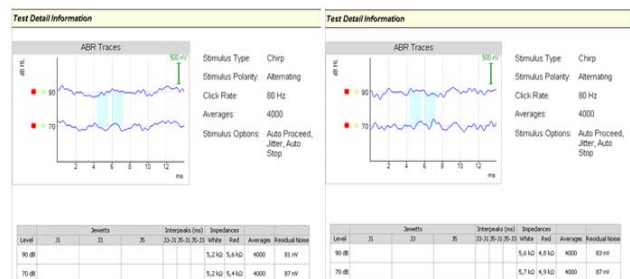 Test Detail Information
ABR Traces
500 nV
dB HL
90
70
2 4 6 8 10 12
ms
Stimulus Type: Chirp
Stimulus Polarity: Alternating
Click Rate: 80 Hz
Averages: 4000
Stimulus Options: Auto Proceed,
Jitter, Auto
Stop
Jewetts Interpeaks (ms) Impedances
Level J1 J3 J5 J3-J1 J5-J1 J5-J3 White Red Averages Residual Noise
90 dB 5,2 kΩ 5,6 kΩ 4000 81 nV
70 dB 5,2 kΩ 5,4 kΩ 4000 87 nV
Test Detail Information
ABR Traces
500 nV
dB HL
90
70
2 4 6 8 10 12
ms
Stimulus Type: Chirp
Stimulus Polarity: Alternating
Click Rate: 80 Hz
Averages: 4000
Stimulus Options: Auto Proceed,
Jitter, Auto
Stop
Jewetts Interpeaks (ms) Impedances
Level J1 J3 J5 J3-J1 J5-J1 J5-J3 White Red Averages Residual Noise
90 dB 5,6 kΩ 4,8 kΩ 4000 83 nV
70 dB 5,7 kΩ 4,9 kΩ 4000 87 nV